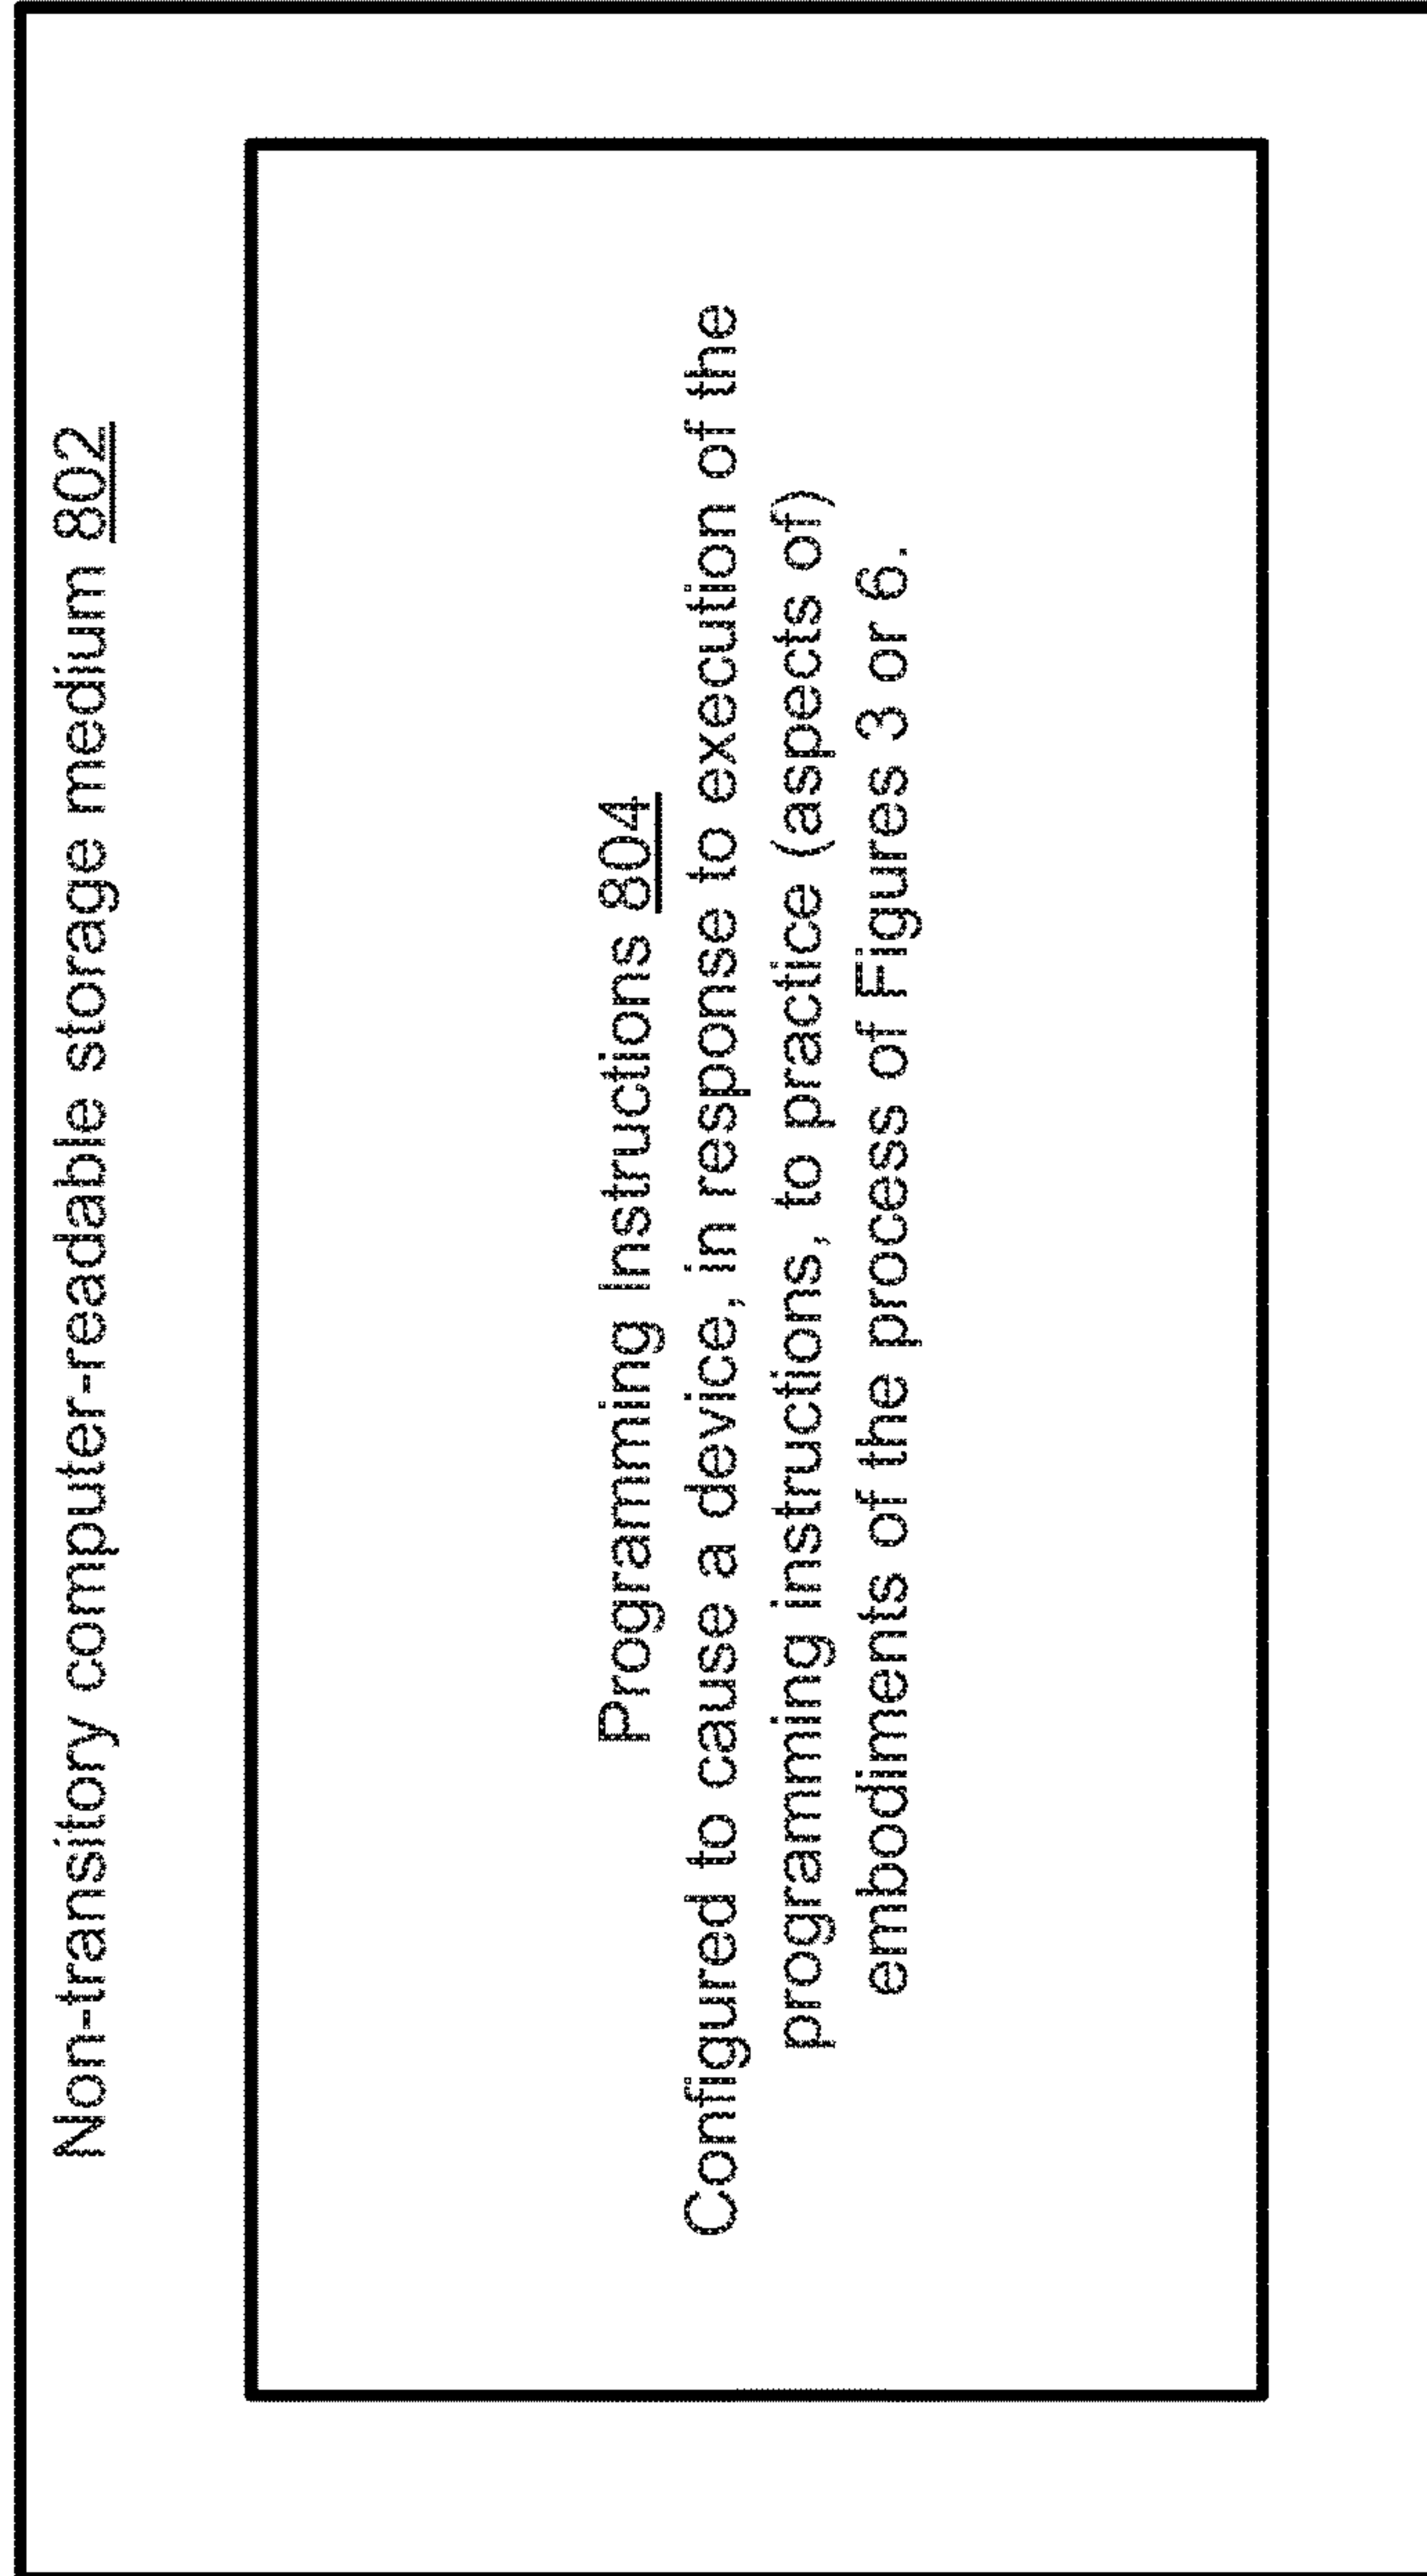 Non-transitory computer-readable storage medium 802
Programming Instructions 804
Configured to cause a device, in response to execution of the
programming instructions, to practice (aspects of)
embodiments of the process of Figures 3 or 6.